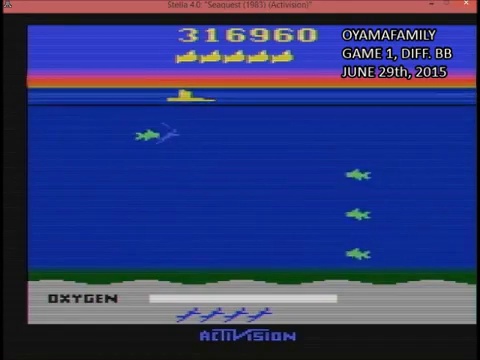 Stella 4.0: "Seaquest (1983) (Activision)"
316960
OYAMAFAMILY
GAME 1, DIFF. BB
JUNE 29th, 2015
OXYGEN
ACTIVISION